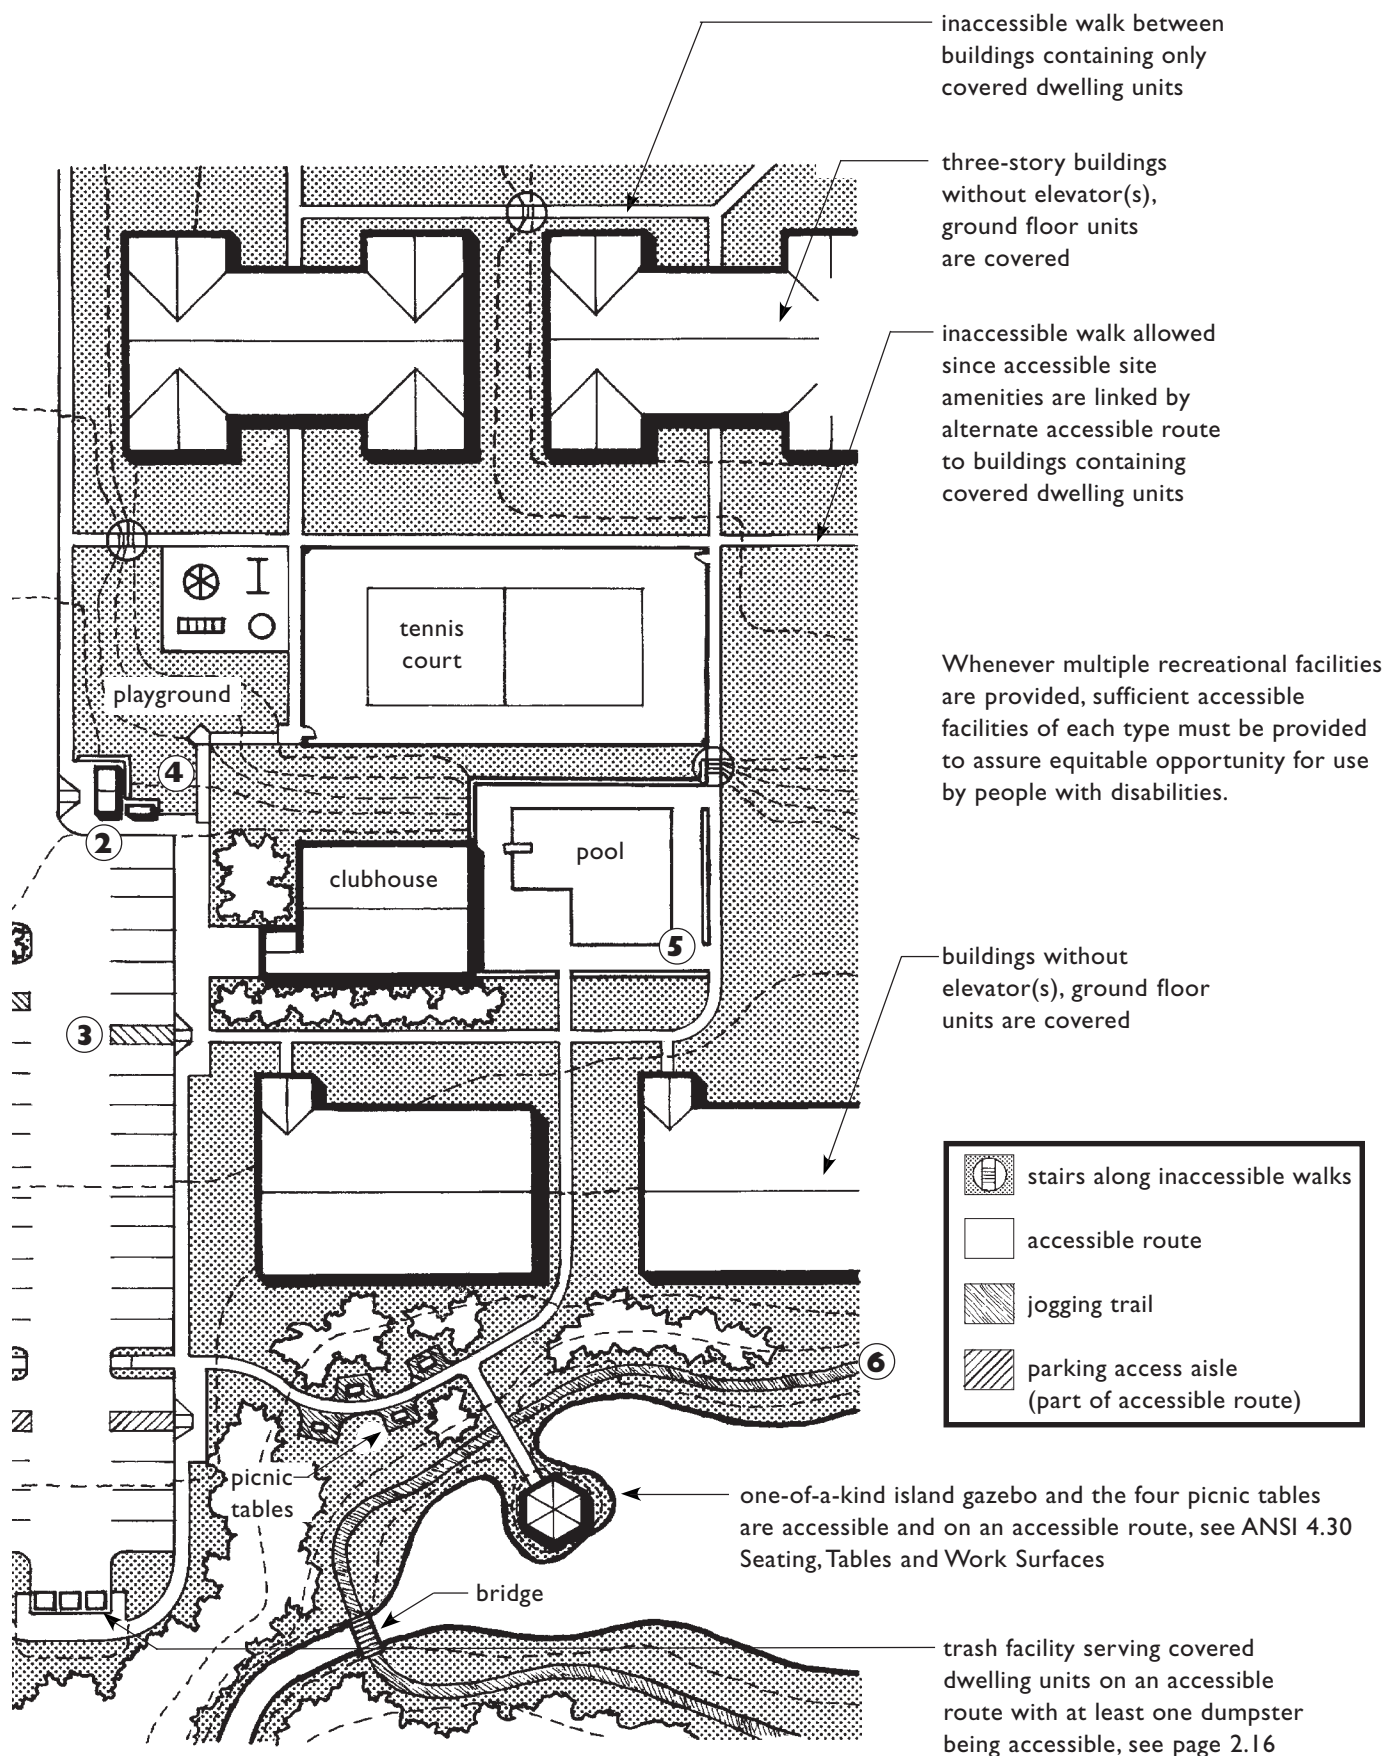 inaccessible walk between
buildings containing only
covered dwelling units
three-story buildings
without elevator(s),
ground floor units
are covered
inaccessible walk allowed
since accessible site
amenities are linked by
alternate accessible route
to buildings containing
covered dwelling units
tennis
court
Whenever multiple recreational facilities
are provided, sufficient accessible
facilities of each type must be provided
to assure equitable opportunity for use
by people with disabilities.
playground
4
2
pool
clubhouse
5
buildings without
elevator(s), ground floor
units are covered
3
stairs along inaccessible walks
accessible route
jogging trail
parking access aisle
(part of accessible route)
6
picnic
tables
one-of-a-kind island gazebo and the four picnic tables
are accessible and on an accessible route, see ANSI 4.30
Seating, Tables and Work Surfaces
bridge
trash facility serving covered
dwelling units on an accessible
route with at least one dumpster
being accessible, see page 2.16